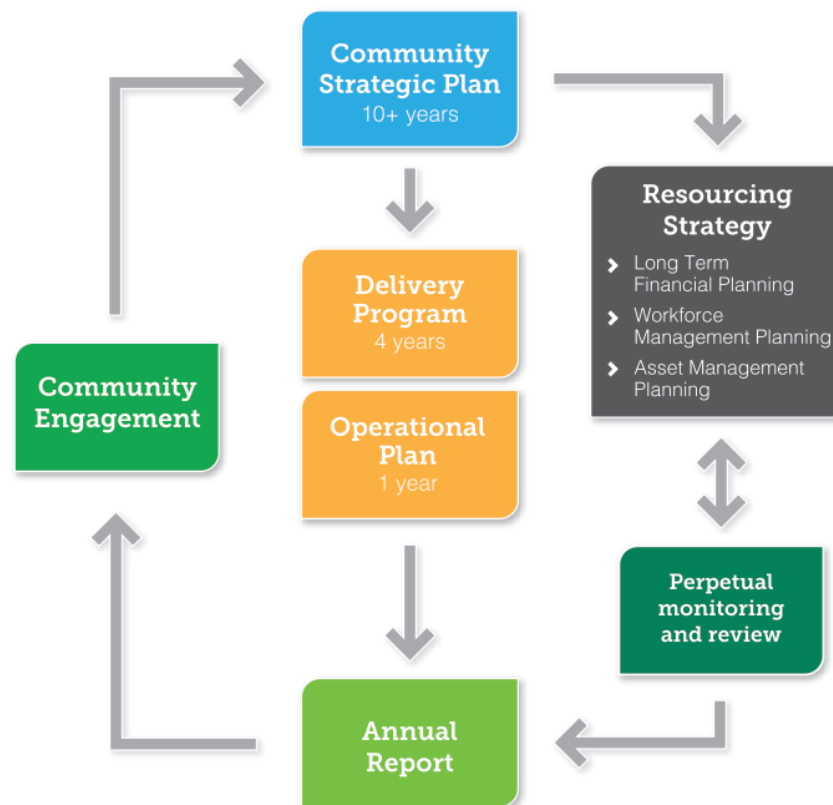 Community
Strategic Plan
10+ years
Resourcing
Strategy
Long Term
Financial Planning
Workforce
Management Planning
Asset Management
Planning
Delivery
Program
4 years
Community
Engagement
Operational
Plan
1 year
Perpetual
monitoring
and review
Annual
Report